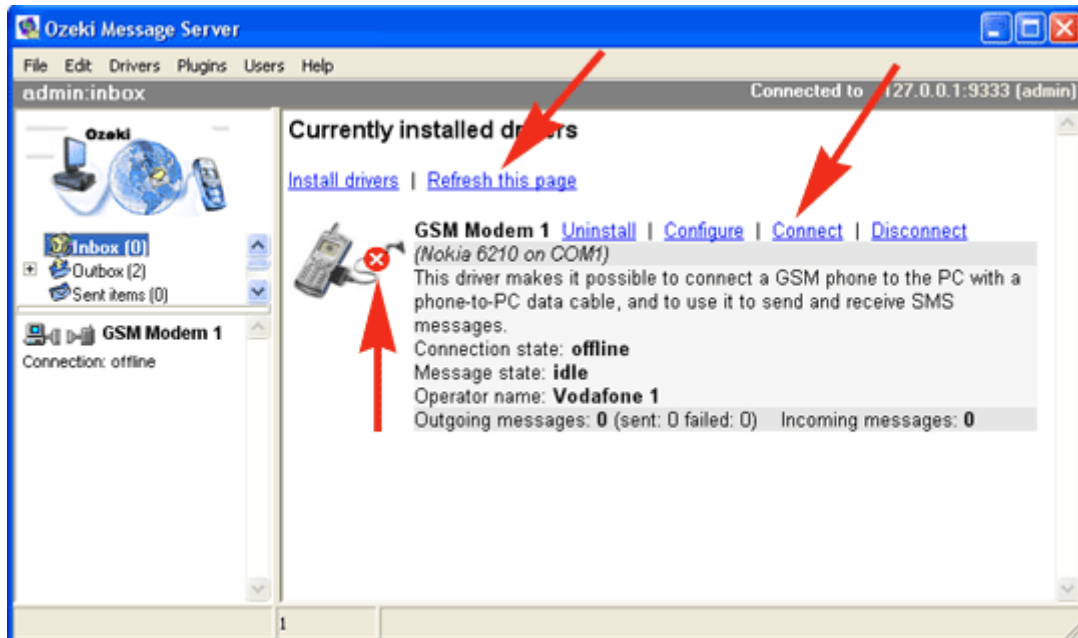 Ozeki Message Server
File Edit Drivers Plugins Users Help
admin:inbox
Connected to 127.0.0.1:9333 (admin)
Ozeki
Inbox (0)
Outbox (2)
Sent items (0)
GSM Modem 1
Connection: offline
Currently installed drivers
Install drivers | Refresh this page
GSM Modem 1 Uninstall | Configure | Connect | Disconnect
(Nokia 6210 on COM1)
This driver makes it possible to connect a GSM phone to the PC with a
phone-to-PC data cable, and to use it to send and receive SMS
messages.
Connection state: offline
Message state: idle
Operator name: Vodafone 1
Outgoing messages: 0 (sent: 0 failed: 0) Incoming messages: 0
1